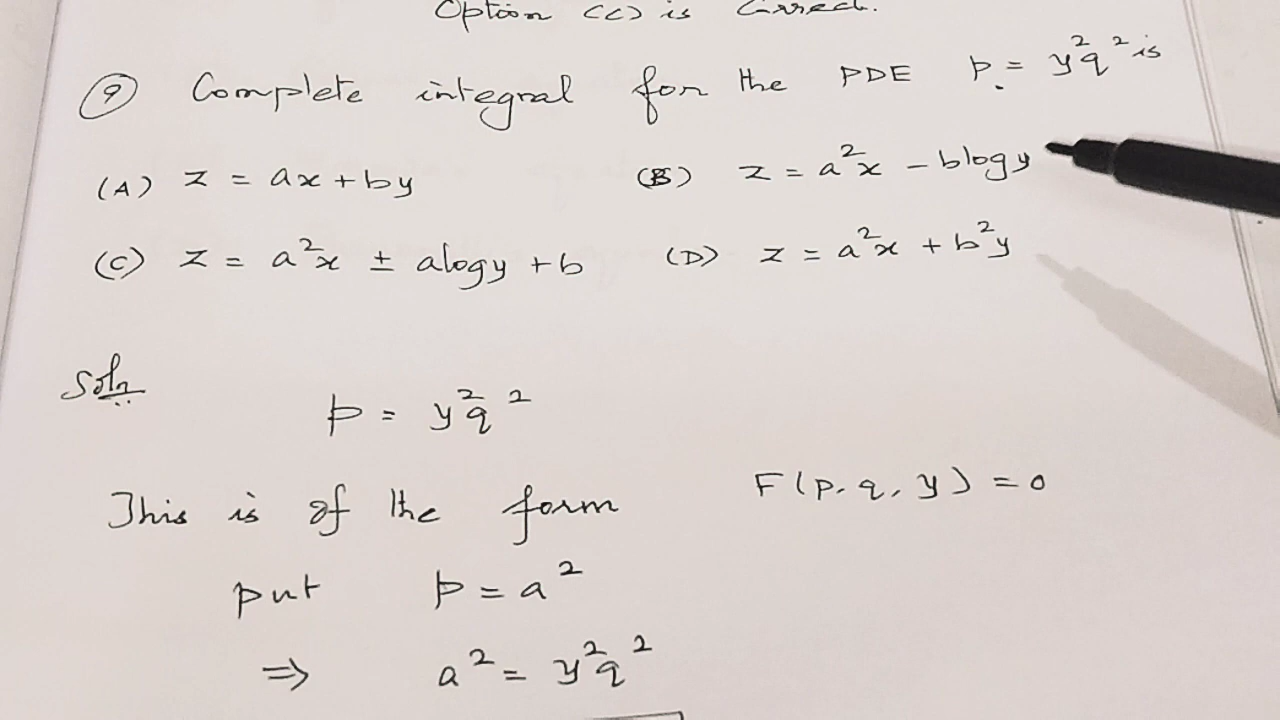 Option (c) is Correct.
⑨ Complete integral for the PDE p = y²q² is
(A) z = ax + by (B) z = a²x - blogy
(C) z = a²x ± alogy + b (D) z = a²x + b²y
Soln
p = y²q²
This is of the form F(p, q, y) = 0
put p = a²
⇒ a² = y²q²